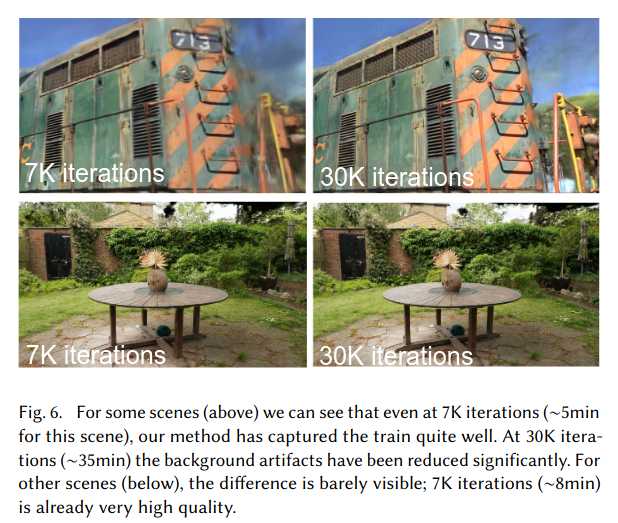 713
713
C
7K iterations
30K iterations
7K iterations
30K iterations
Fig. 6. For some scenes (above) we can see that even at 7K iterations (~5min
for this scene), our method has captured the train quite well. At 30K itera-
tions (~35min) the background artifacts have been reduced significantly. For
other scenes (below), the difference is barely visible; 7K iterations (~8min)
is already very high quality.